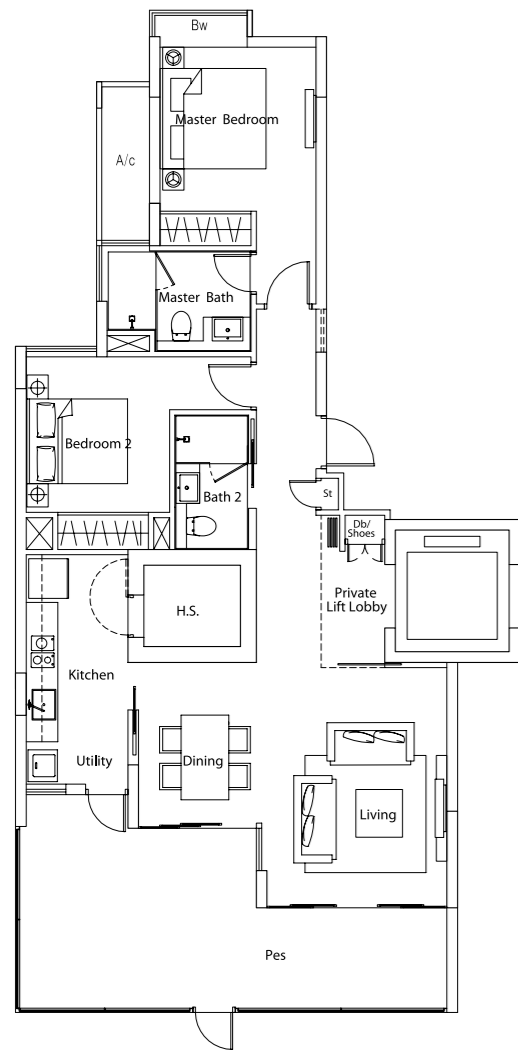 Bw
Master Bedroom
A/c
Master Bath
Bedroom 2
Bath 2
St
Db/
Shoes
Private
Lift Lobby
H.S.
Kitchen
Utility
Dining
Living
Pes